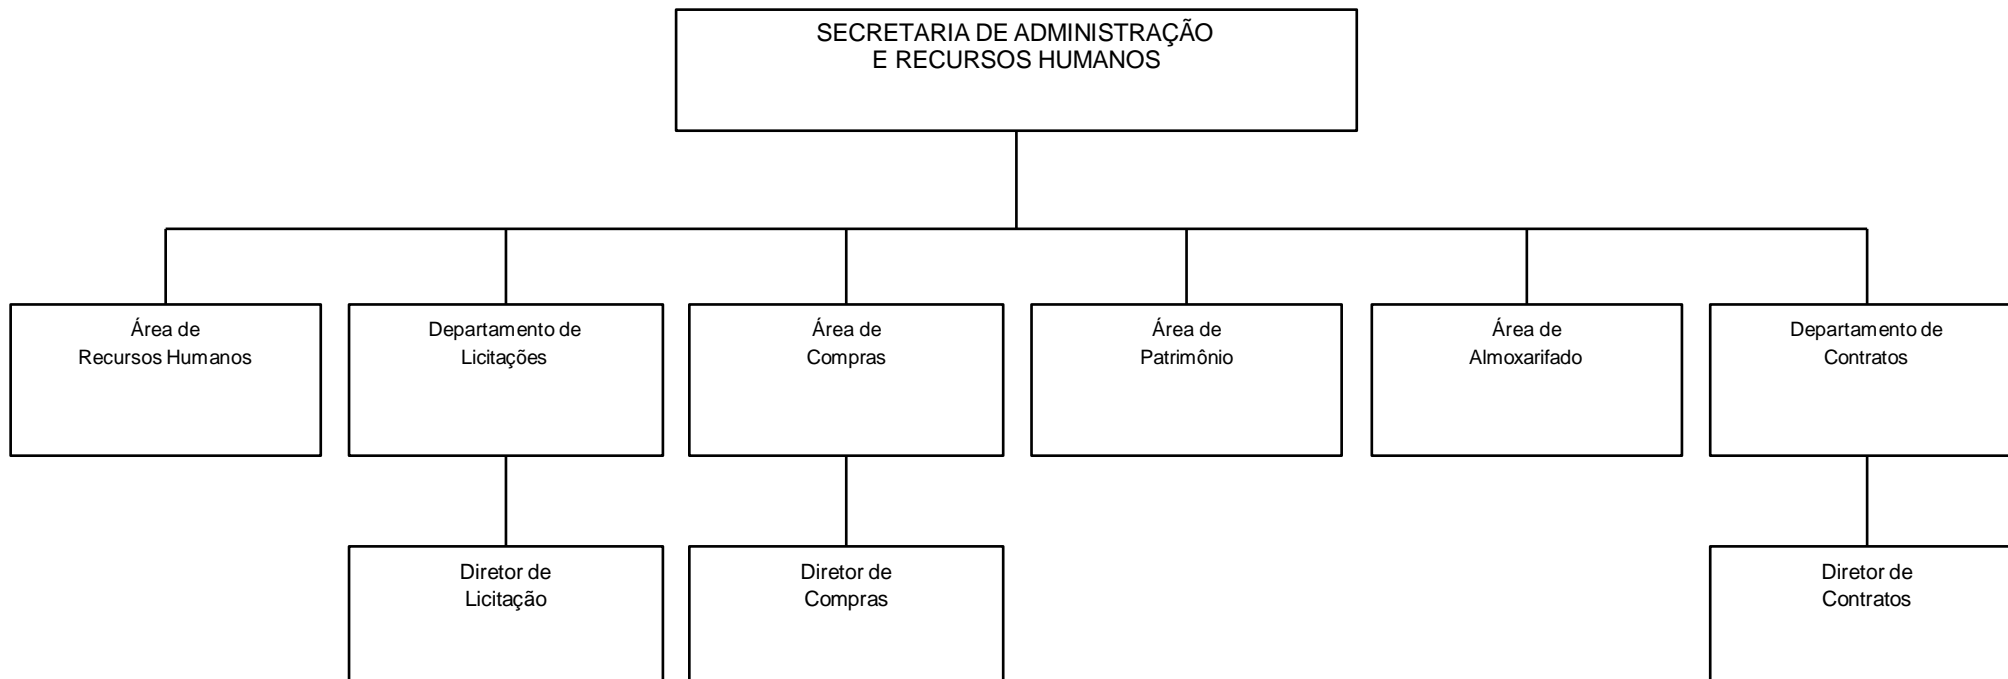 SECRETARIA DE ADMINISTRAÇÃO
E RECURSOS HUMANOS
Área de
Recursos Humanos
Departamento de
Licitações
Área de
Compras
Área de
Patrimônio
Área de
Almoxarifado
Departamento de
Contratos
Diretor de
Licitação
Diretor de
Compras
Diretor de
Contratos